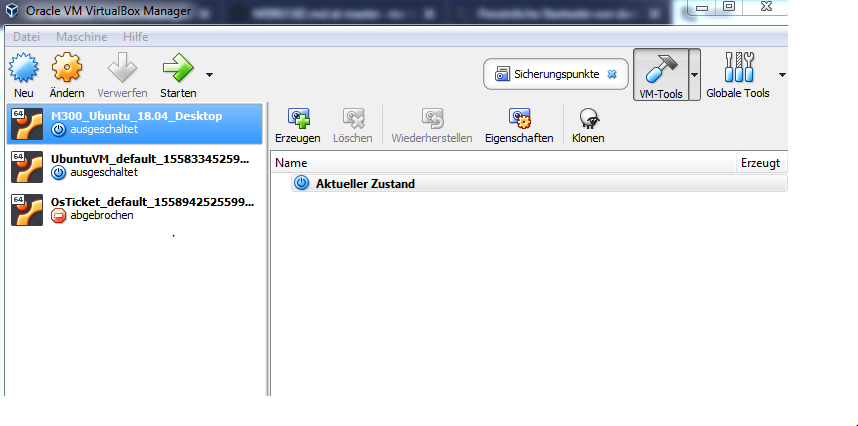 Oracle VM VirtualBox Manager
Datei Maschine Hilfe
Neu Ändern Verwerfen Starten
Sicherungspunkte
VM-Tools
Globale Tools
64
M300_Ubuntu_18.04_Desktop
ausgeschaltet
64
UbuntuVM_default_15583345259...
ausgeschaltet
64
OsTicket_default_1558942525599...
abgebrochen
Erzeugen Löschen Wiederherstellen Eigenschaften Klonen
Name Erzeugt
Aktueller Zustand